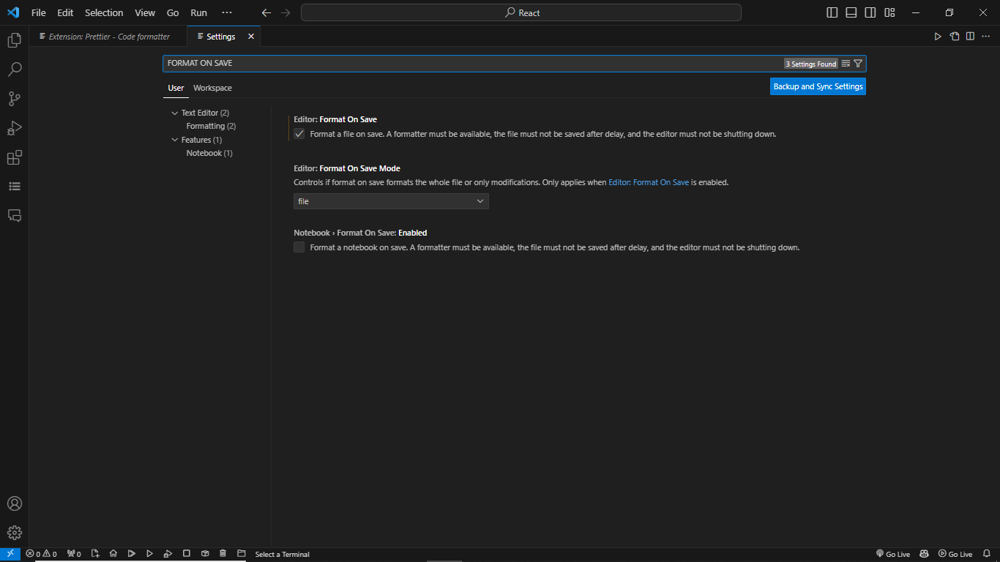 File Edit Selection View Go Run ··· React
Extension: Prettier - Code formatter Settings
FORMAT ON SAVE 3 Settings Found
User Workspace Backup and Sync Settings
Text Editor (2)
Formatting (2)
Features (1)
Notebook (1)
Editor: Format On Save
Format a file on save. A formatter must be available, the file must not be saved after delay, and the editor must not be shutting down.
Editor: Format On Save Mode
Controls if format on save formats the whole file or only modifications. Only applies when Editor: Format On Save is enabled.
file
Notebook › Format On Save: Enabled
Format a notebook on save. A formatter must be available, the file must not be saved after delay, and the editor must not be shutting down.
0 0 0 Select a Terminal Go Live Go Live